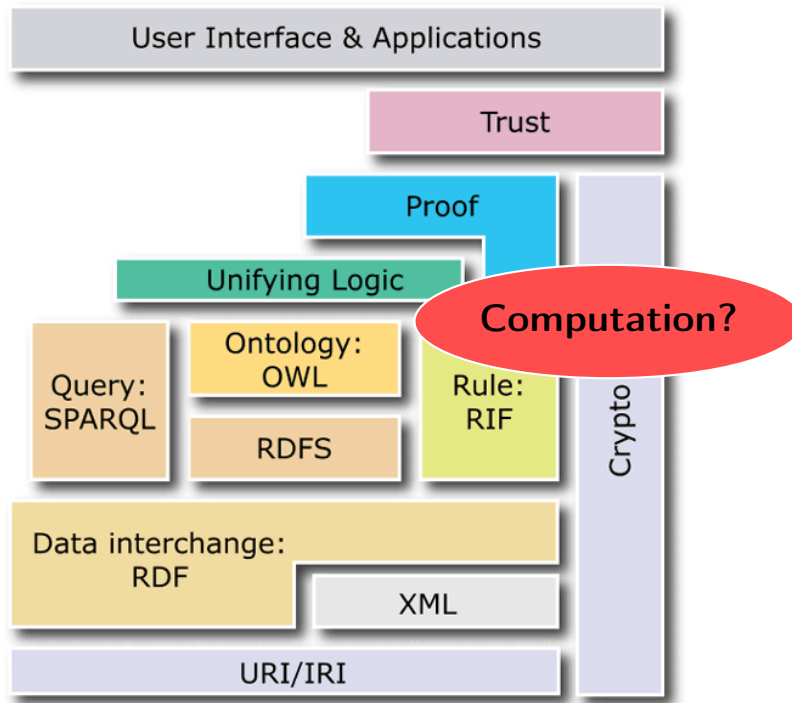 User Interface & Applications
Trust
Proof
Unifying Logic
Computation?
Query:
SPARQL
Ontology:
OWL
RDFS
Rule:
RIF
Crypto
Data interchange:
RDF
XML
URI/IRI